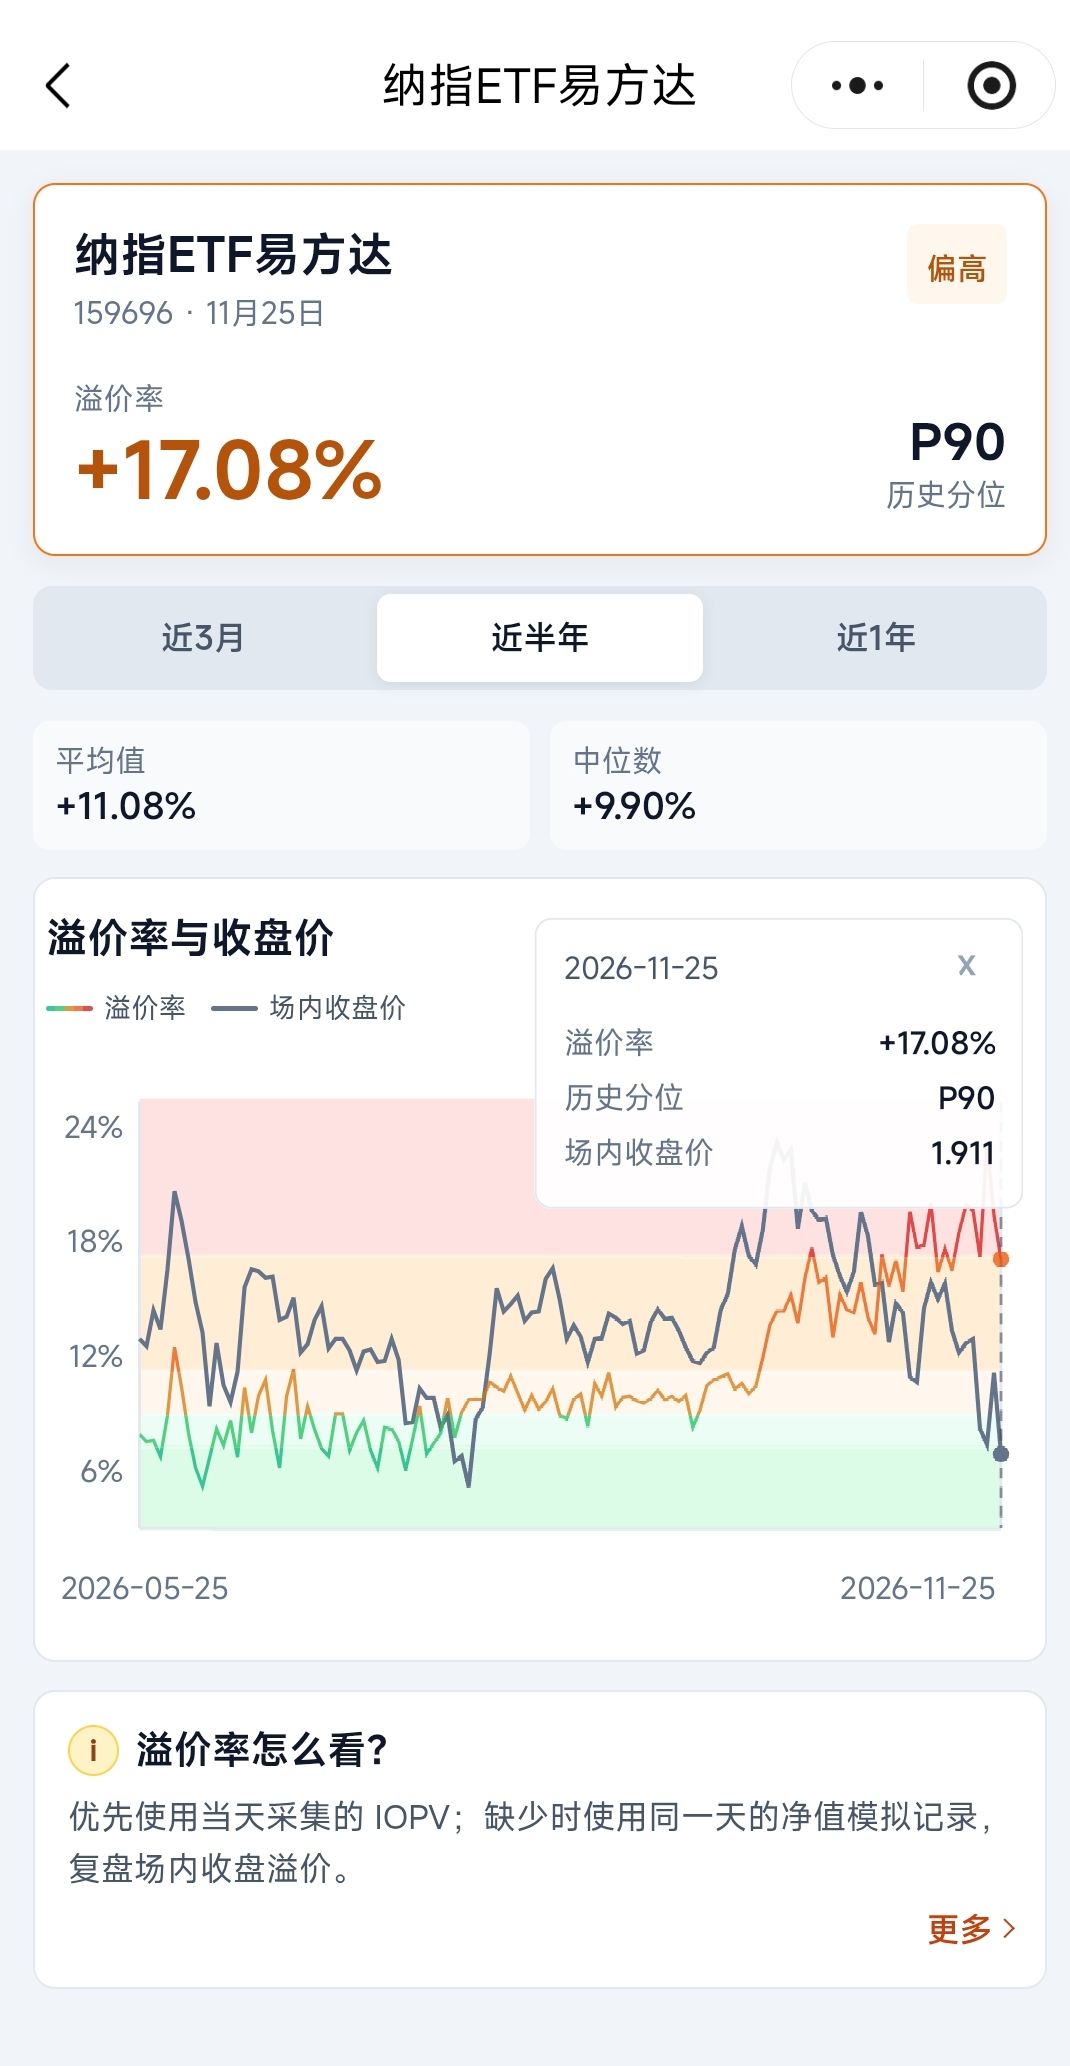 纳指ETF易方达
纳指ETF易方达
偏高
159696 · 11月25日
溢价率
+17.08%
P90
历史分位
近3月
近半年
近1年
平均值
+11.08%
中位数
+9.90%
溢价率与收盘价
溢价率
场内收盘价
2026-11-25
X
溢价率
+17.08%
历史分位
P90
场内收盘价
1.911
24%
18%
12%
6%
2026-05-25
2026-11-25
i
溢价率怎么看?
优先使用当天采集的 IOPV；缺少时使用同一天的净值模拟记录，
复盘场内收盘溢价。
更多